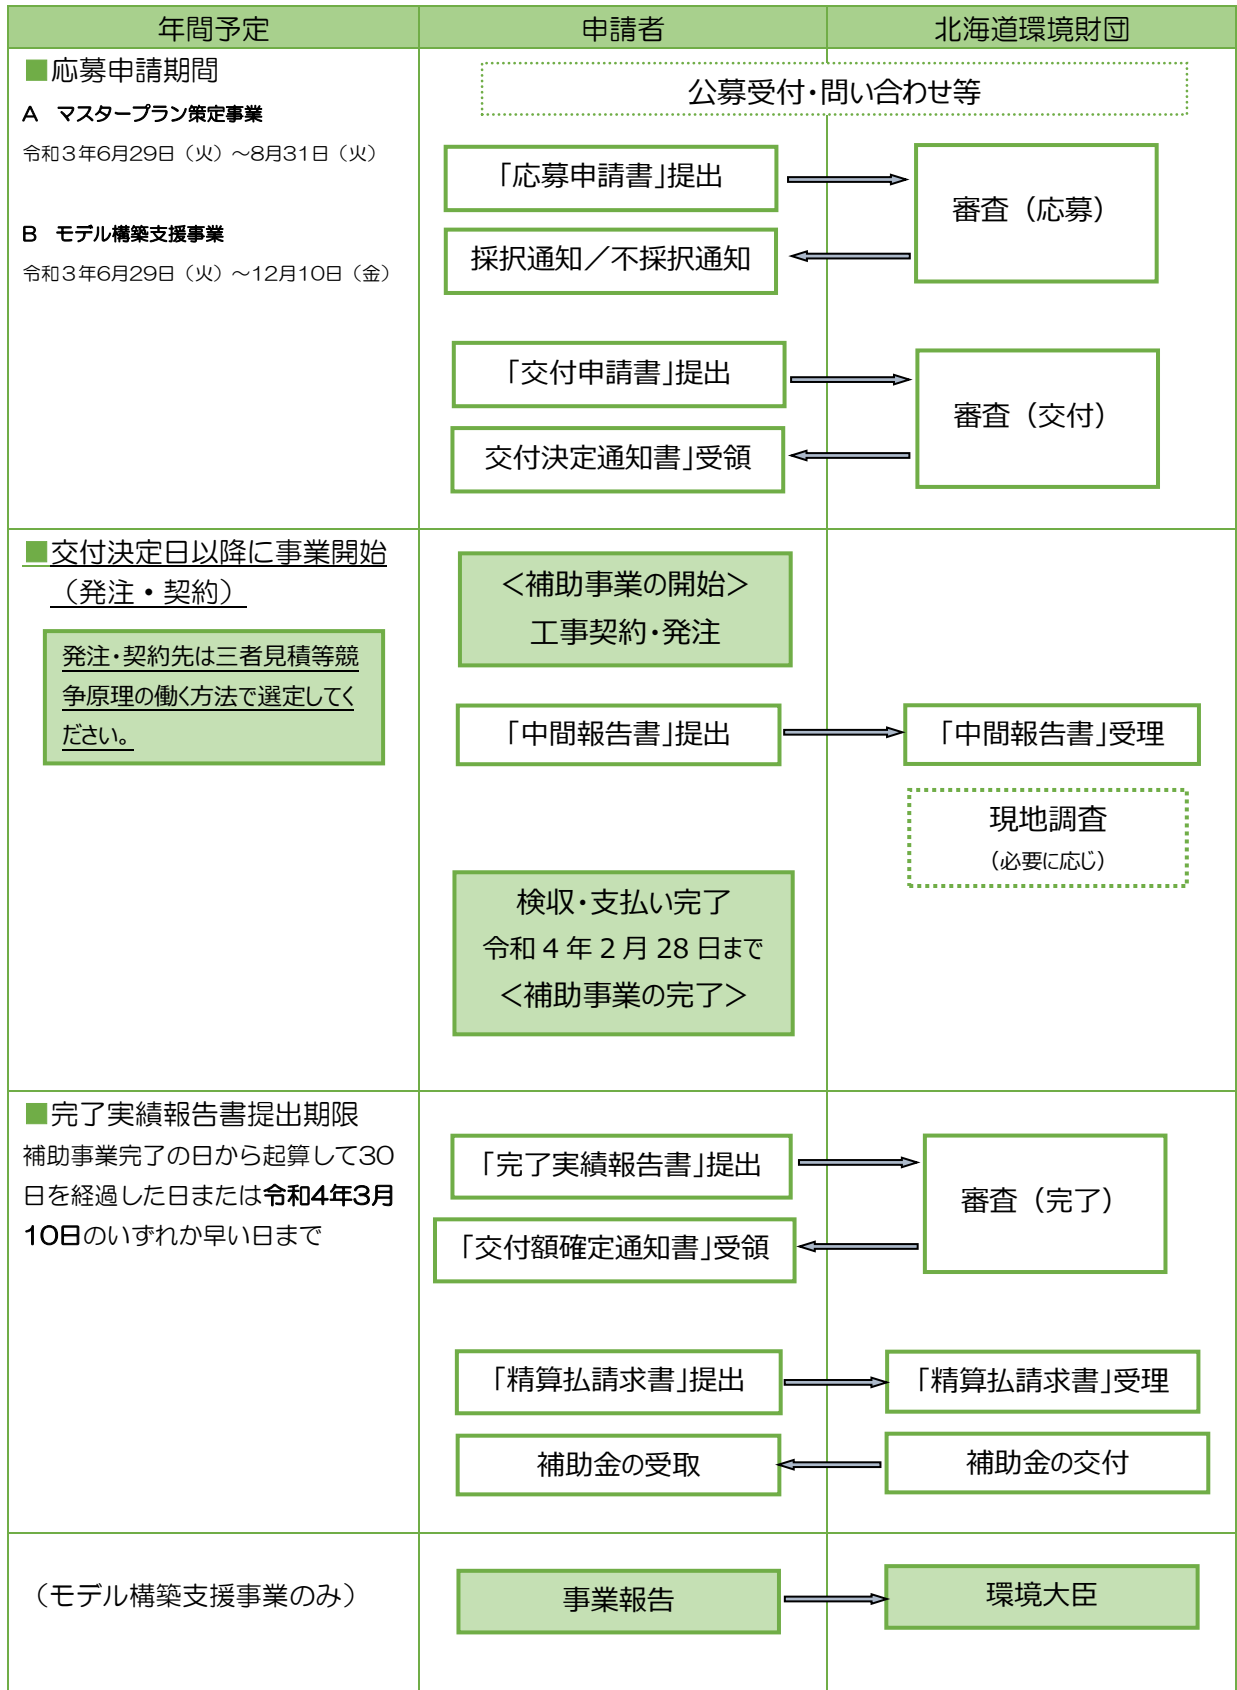 年間予定
申請者
北海道環境財団
■応募申請期間
A　マスタープラン策定事業
令和3年6月29日（火）～8月31日（火）
B　モデル構築支援事業
令和3年6月29日（火）～12月10日（金）
公募受付・問い合わせ等
「応募申請書」提出
審査（応募）
採択通知／不採択通知
「交付申請書」提出
審査（交付）
交付決定通知書」受領
■交付決定日以降に事業開始
（発注・契約）
発注・契約先は三者見積等競
争原理の働く方法で選定してく
ださい。
＜補助事業の開始＞
工事契約・発注
「中間報告書」提出
「中間報告書」受理
現地調査
（必要に応じ）
検収・支払い完了
令和 4 年 2 月 28 日まで
＜補助事業の完了＞
■完了実績報告書提出期限
補助事業完了の日から起算して30
日を経過した日または令和4年3月
10日のいずれか早い日まで
「完了実績報告書」提出
審査（完了）
「交付額確定通知書」受領
「精算払請求書」提出
「精算払請求書」受理
補助金の受取
補助金の交付
（モデル構築支援事業のみ）
事業報告
環境大臣